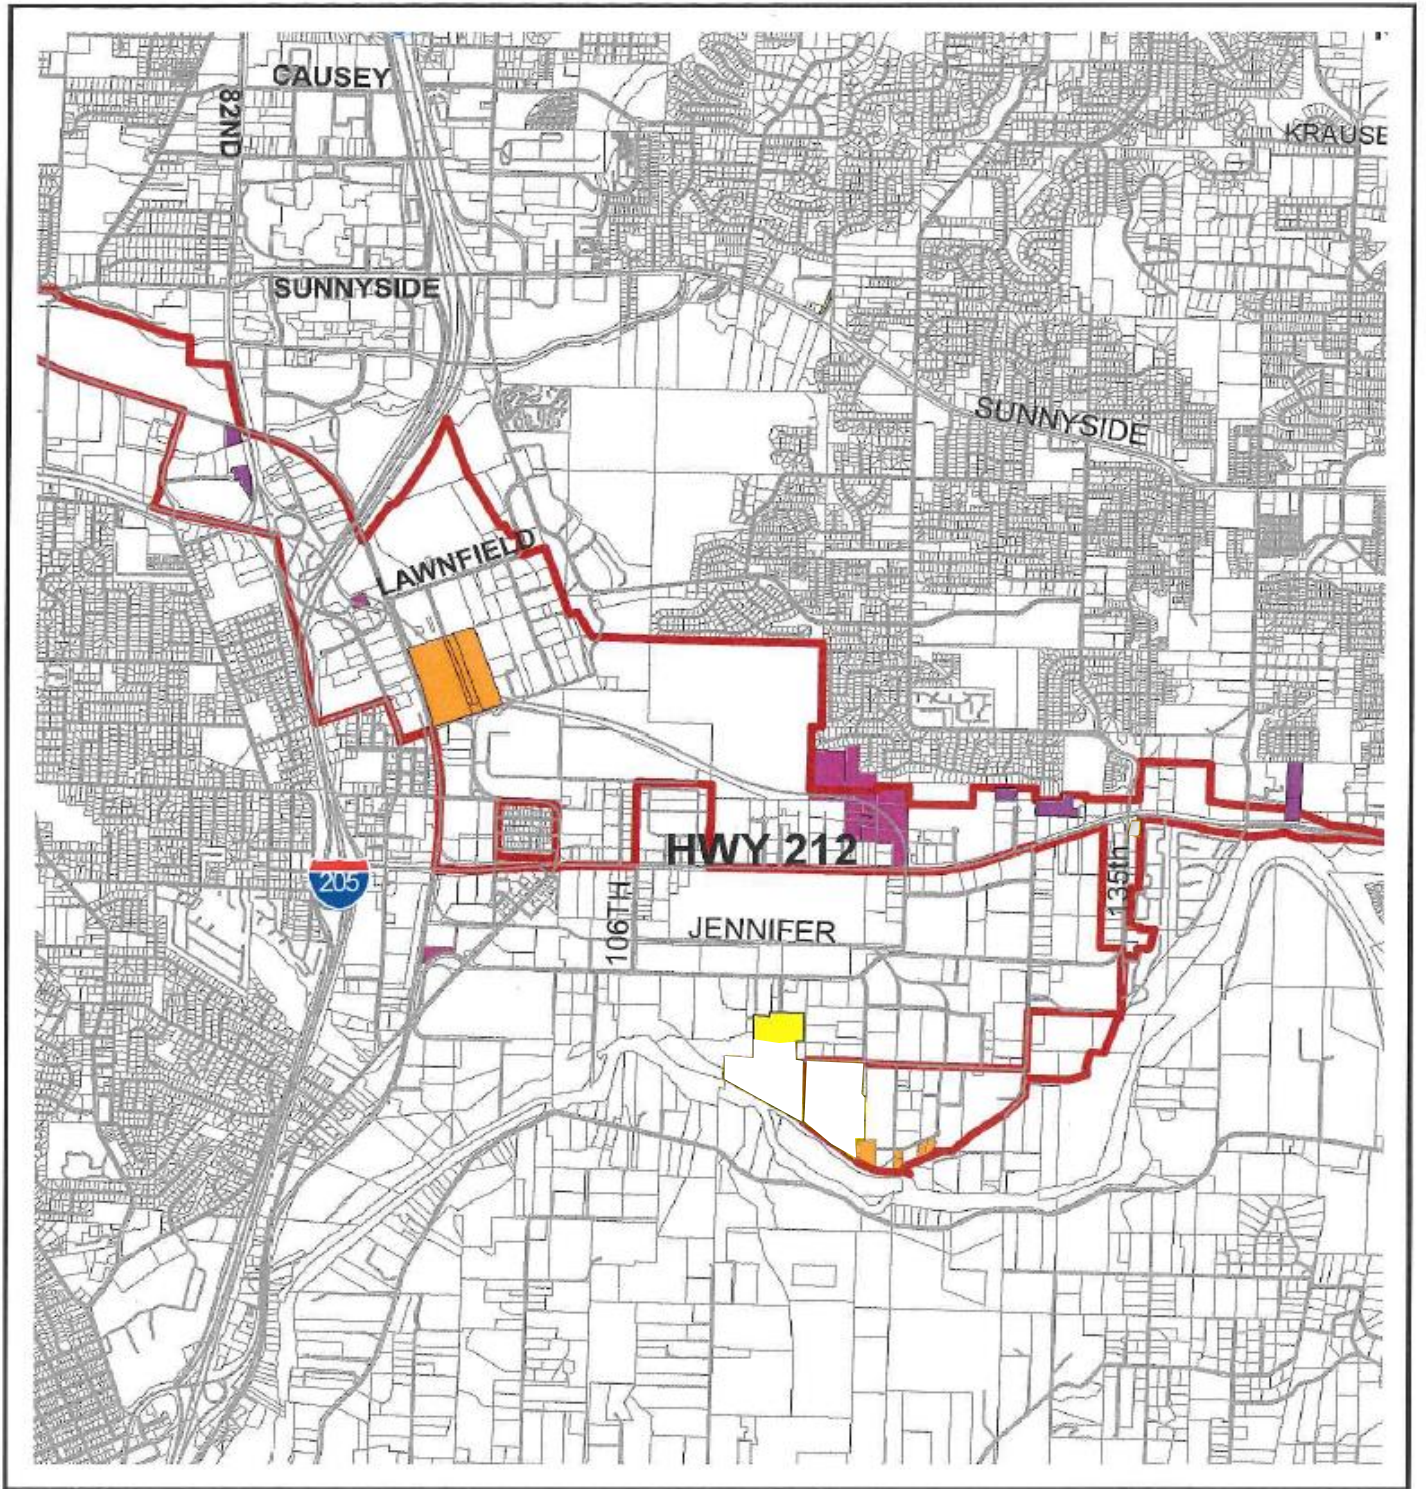 CAUSEY
82ND
KRAUSE
SUNNYSIDE
SUNNYSIDE
LAWNFIELD
HWY 212
205
135th
106TH
JENNIFER